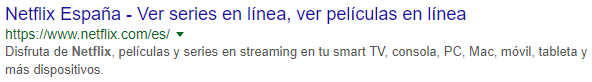 Netflix España - Ver series en línea, ver películas en línea
https://www.netflix.com/es/
Disfruta de Netflix, películas y series en streaming en tu smart TV, consola, PC, Mac, móvil, tableta y
más dispositivos.